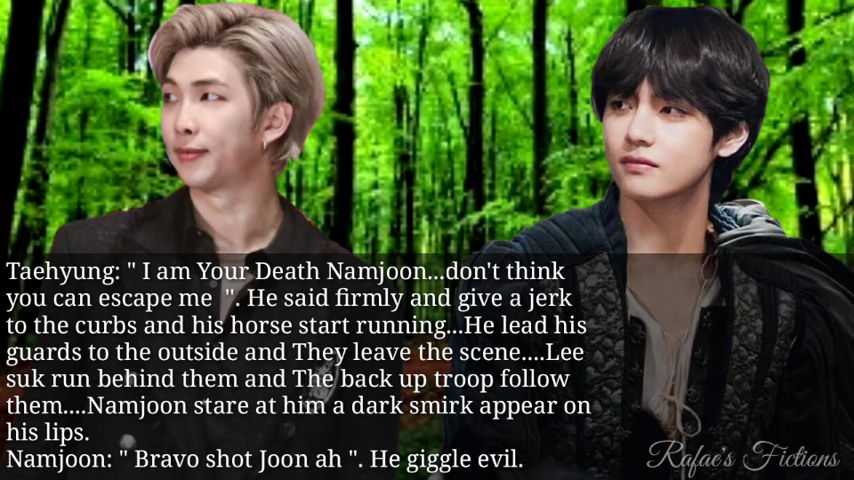 Taehyung: " I am Your Death Namjoon...don't think
you can escape me  ". He said firmly and give a jerk
to the curbs and his horse start running...He lead his
guards to the outside and They leave the scene....Lee
suk run behind them and The back up troop follow
them....Namjoon stare at him a dark smirk appear on
his lips.
Namjoon: " Bravo shot Joon ah ". He giggle evil.
Rafae's Fictions